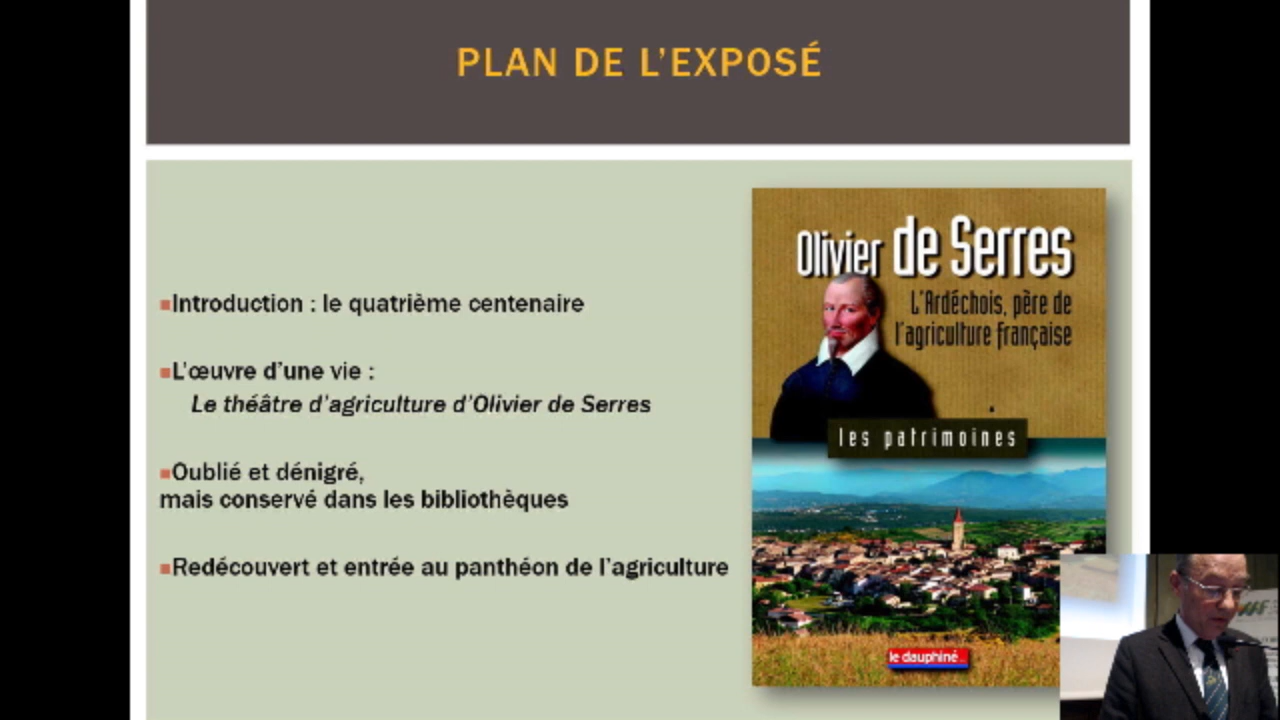 PLAN DE L'EXPOSÉ
■Introduction : le quatrième centenaire
■L'œuvre d'une vie :
Le théâtre d'agriculture d'Olivier de Serres
■Oublié et dénigré,
mais conservé dans les bibliothèques
■Redécouvert et entrée au panthéon de l'agriculture
Olivier de Serres
L'Ardéchois, père de
l'agriculture française
les patrimoines
le dauphiné